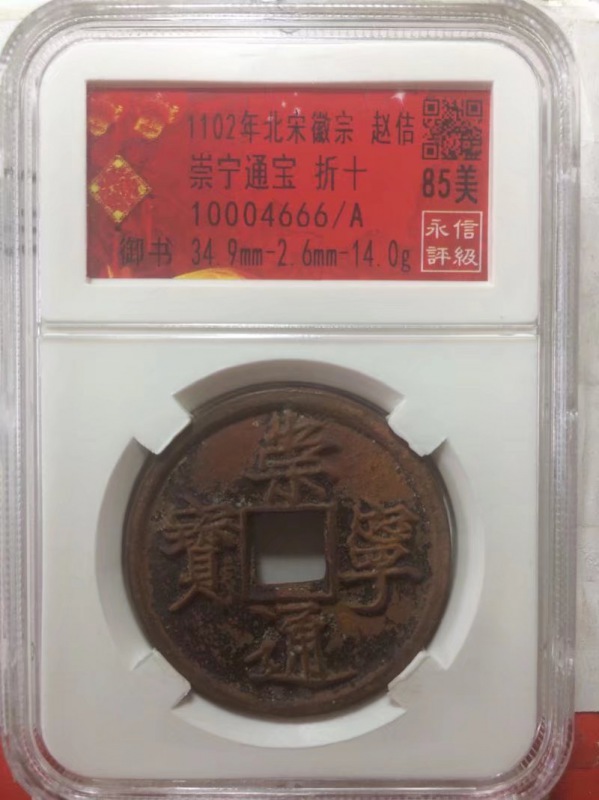 1102年北宋徽宗 赵佶
崇宁通宝 折十
85美
10004666/A
御书 34.9mm-2.6mm-14.0g
永信
評級
崇
寶 寧
通